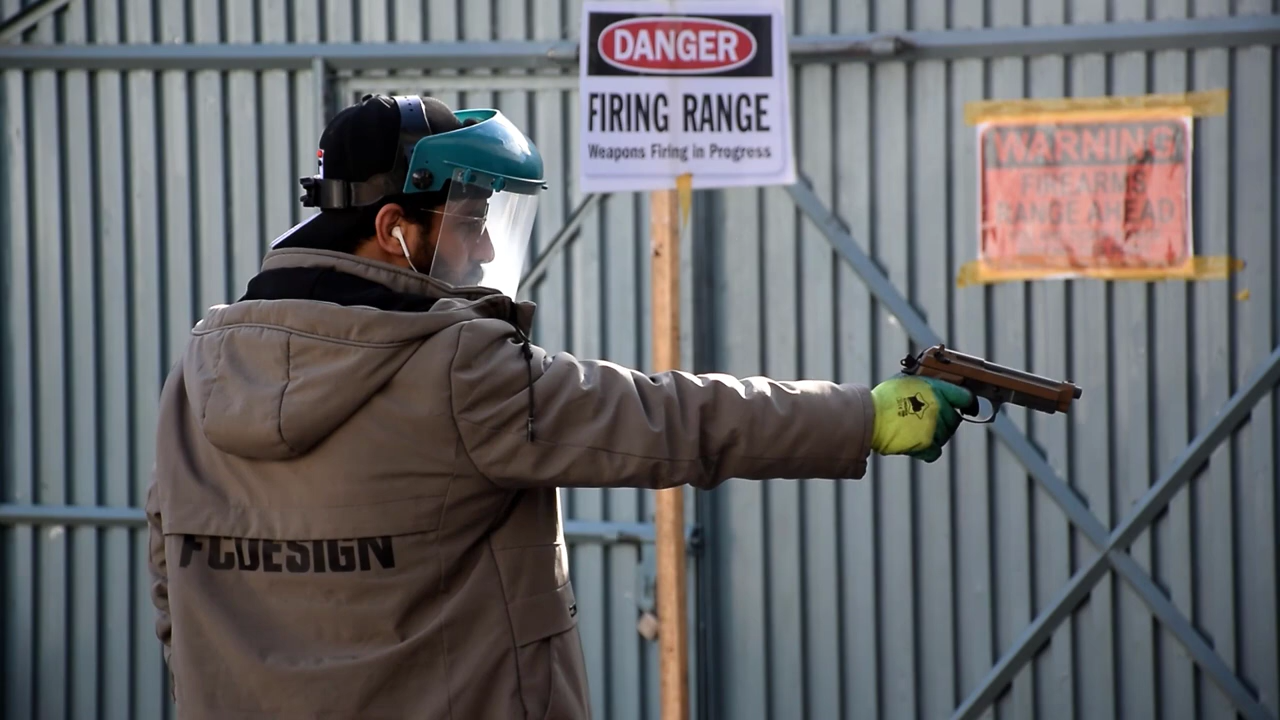 DANGER
FIRING RANGE
Weapons Firing in Progress
WARNING
FIREARMS
RANGE AHEAD
FCDESIGN